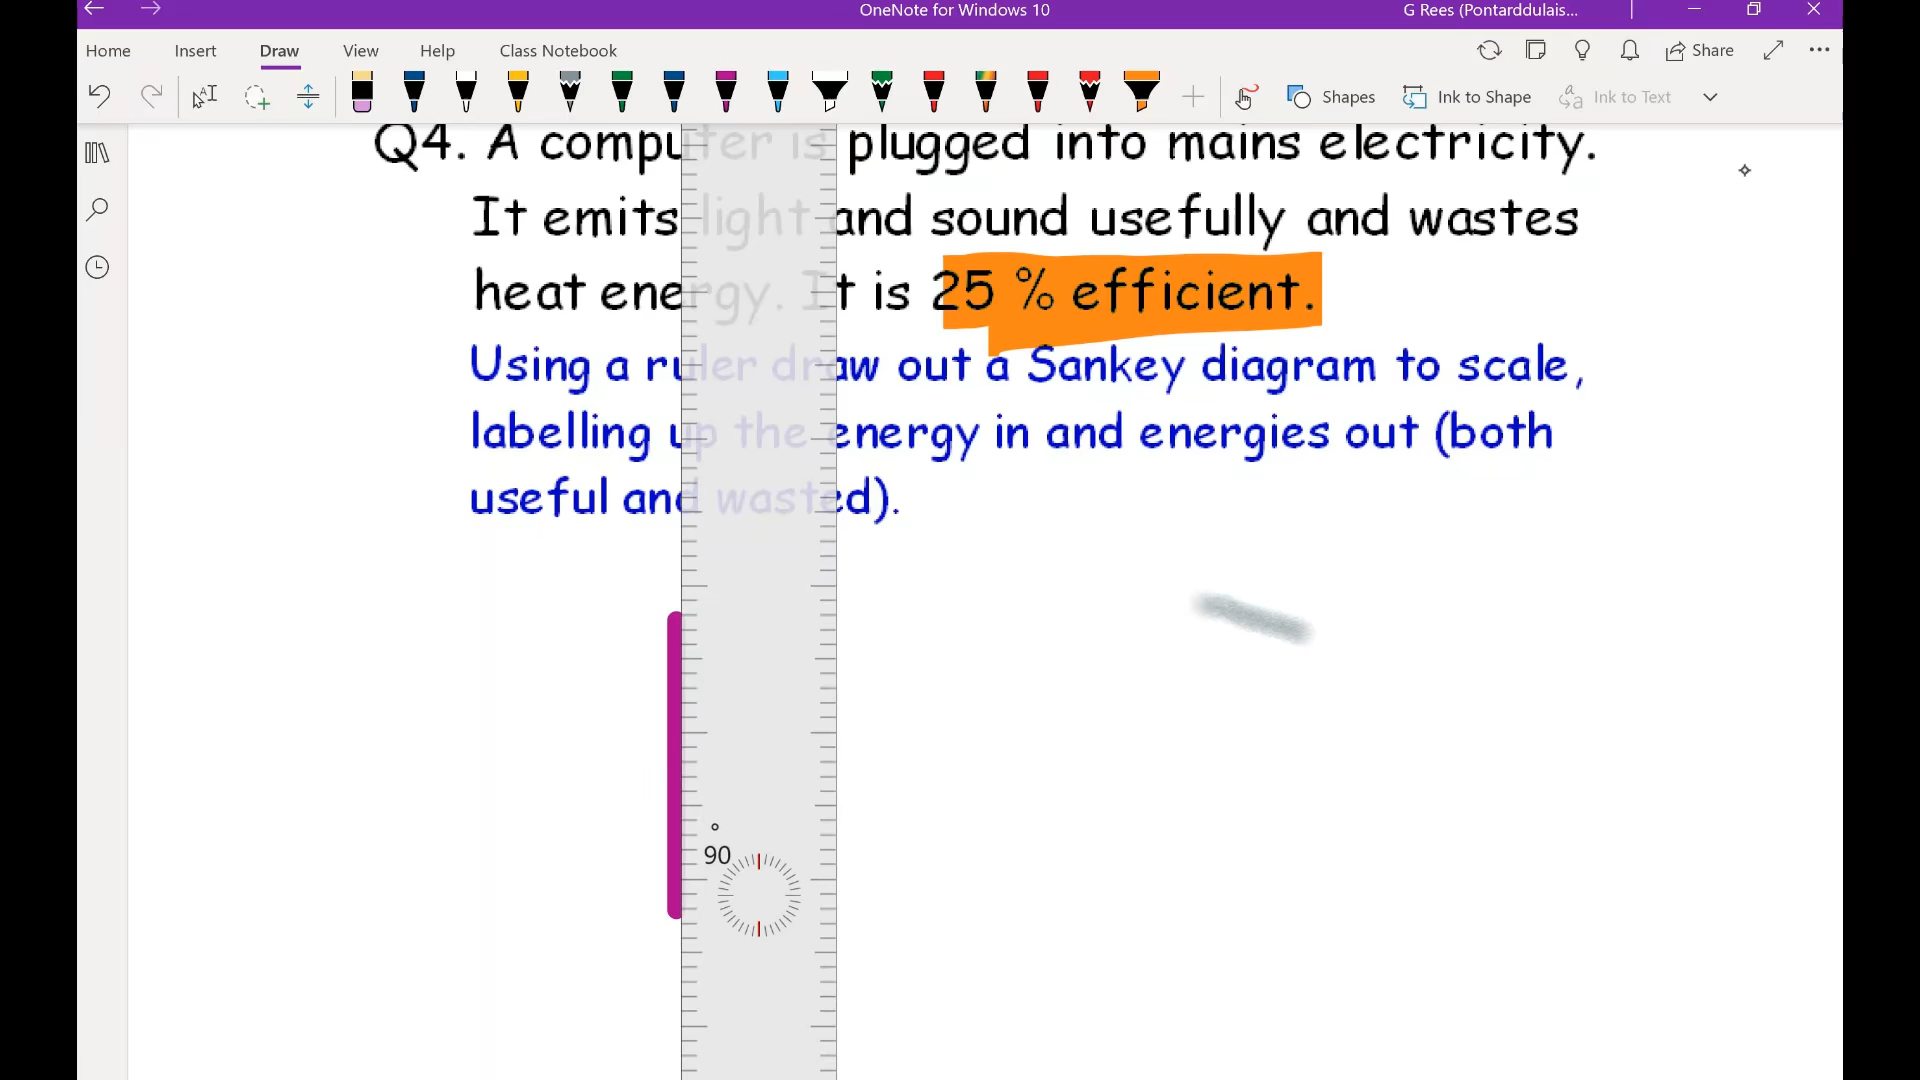 OneNote for Windows 10
G Rees (Pontarddulais...
Home Insert Draw View Help Class Notebook
Share
Shapes Ink to Shape Ink to Text
Q4. A computer is plugged into mains electricity.
It emits light and sound usefully and wastes
heat energy. It is 25 % efficient.
Using a ruler draw out a Sankey diagram to scale,
labelling up the energy in and energies out (both
useful and wasted).
°
90